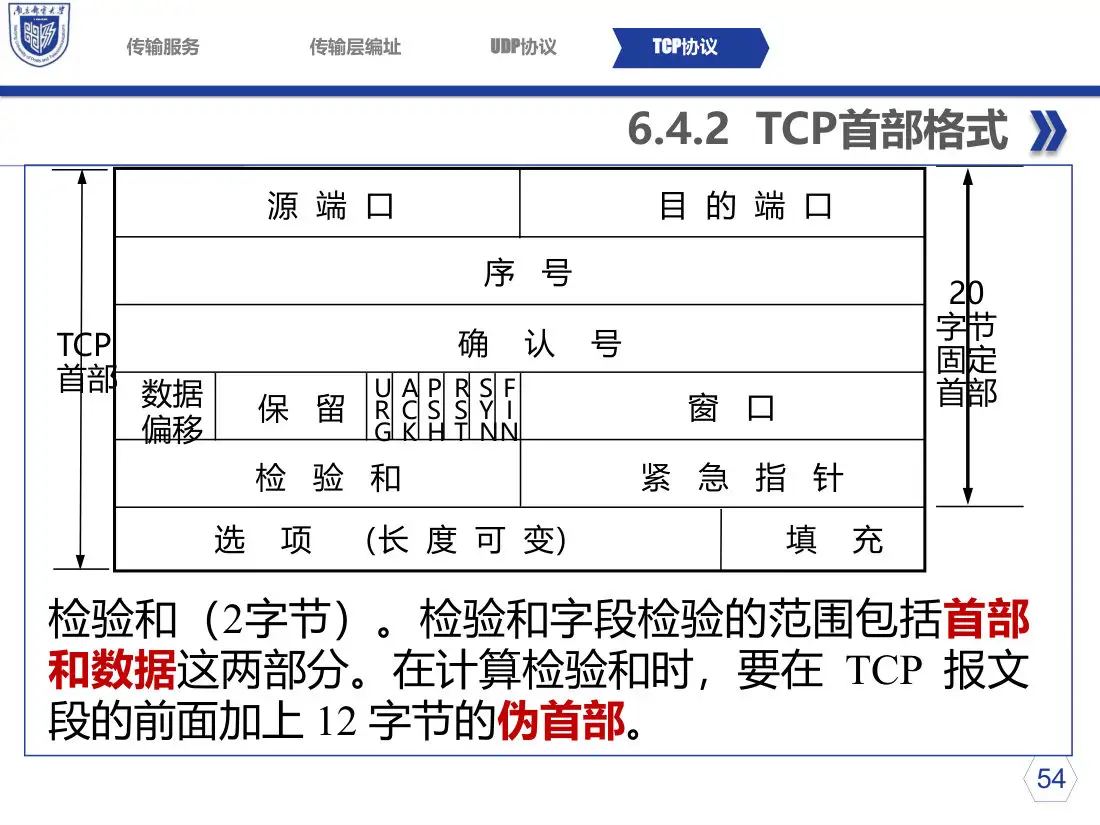 传输服务
传输层编址
UDP协议
TCP协议
6.4.2 TCP首部格式
源 端 口
目 的 端 口
序 号
确 认 号
TCP
首部
20
字节
固定
首部
数据
偏移
保 留
URG
ACK
PSH
RST
SYN
FIN
窗 口
检 验 和
紧 急 指 针
选 项 (长 度 可 变)
填 充
检验和（2字节）。检验和字段检验的范围包括首部
和数据这两部分。在计算检验和时，要在 TCP 报文
段的前面加上 12 字节的伪首部。
54